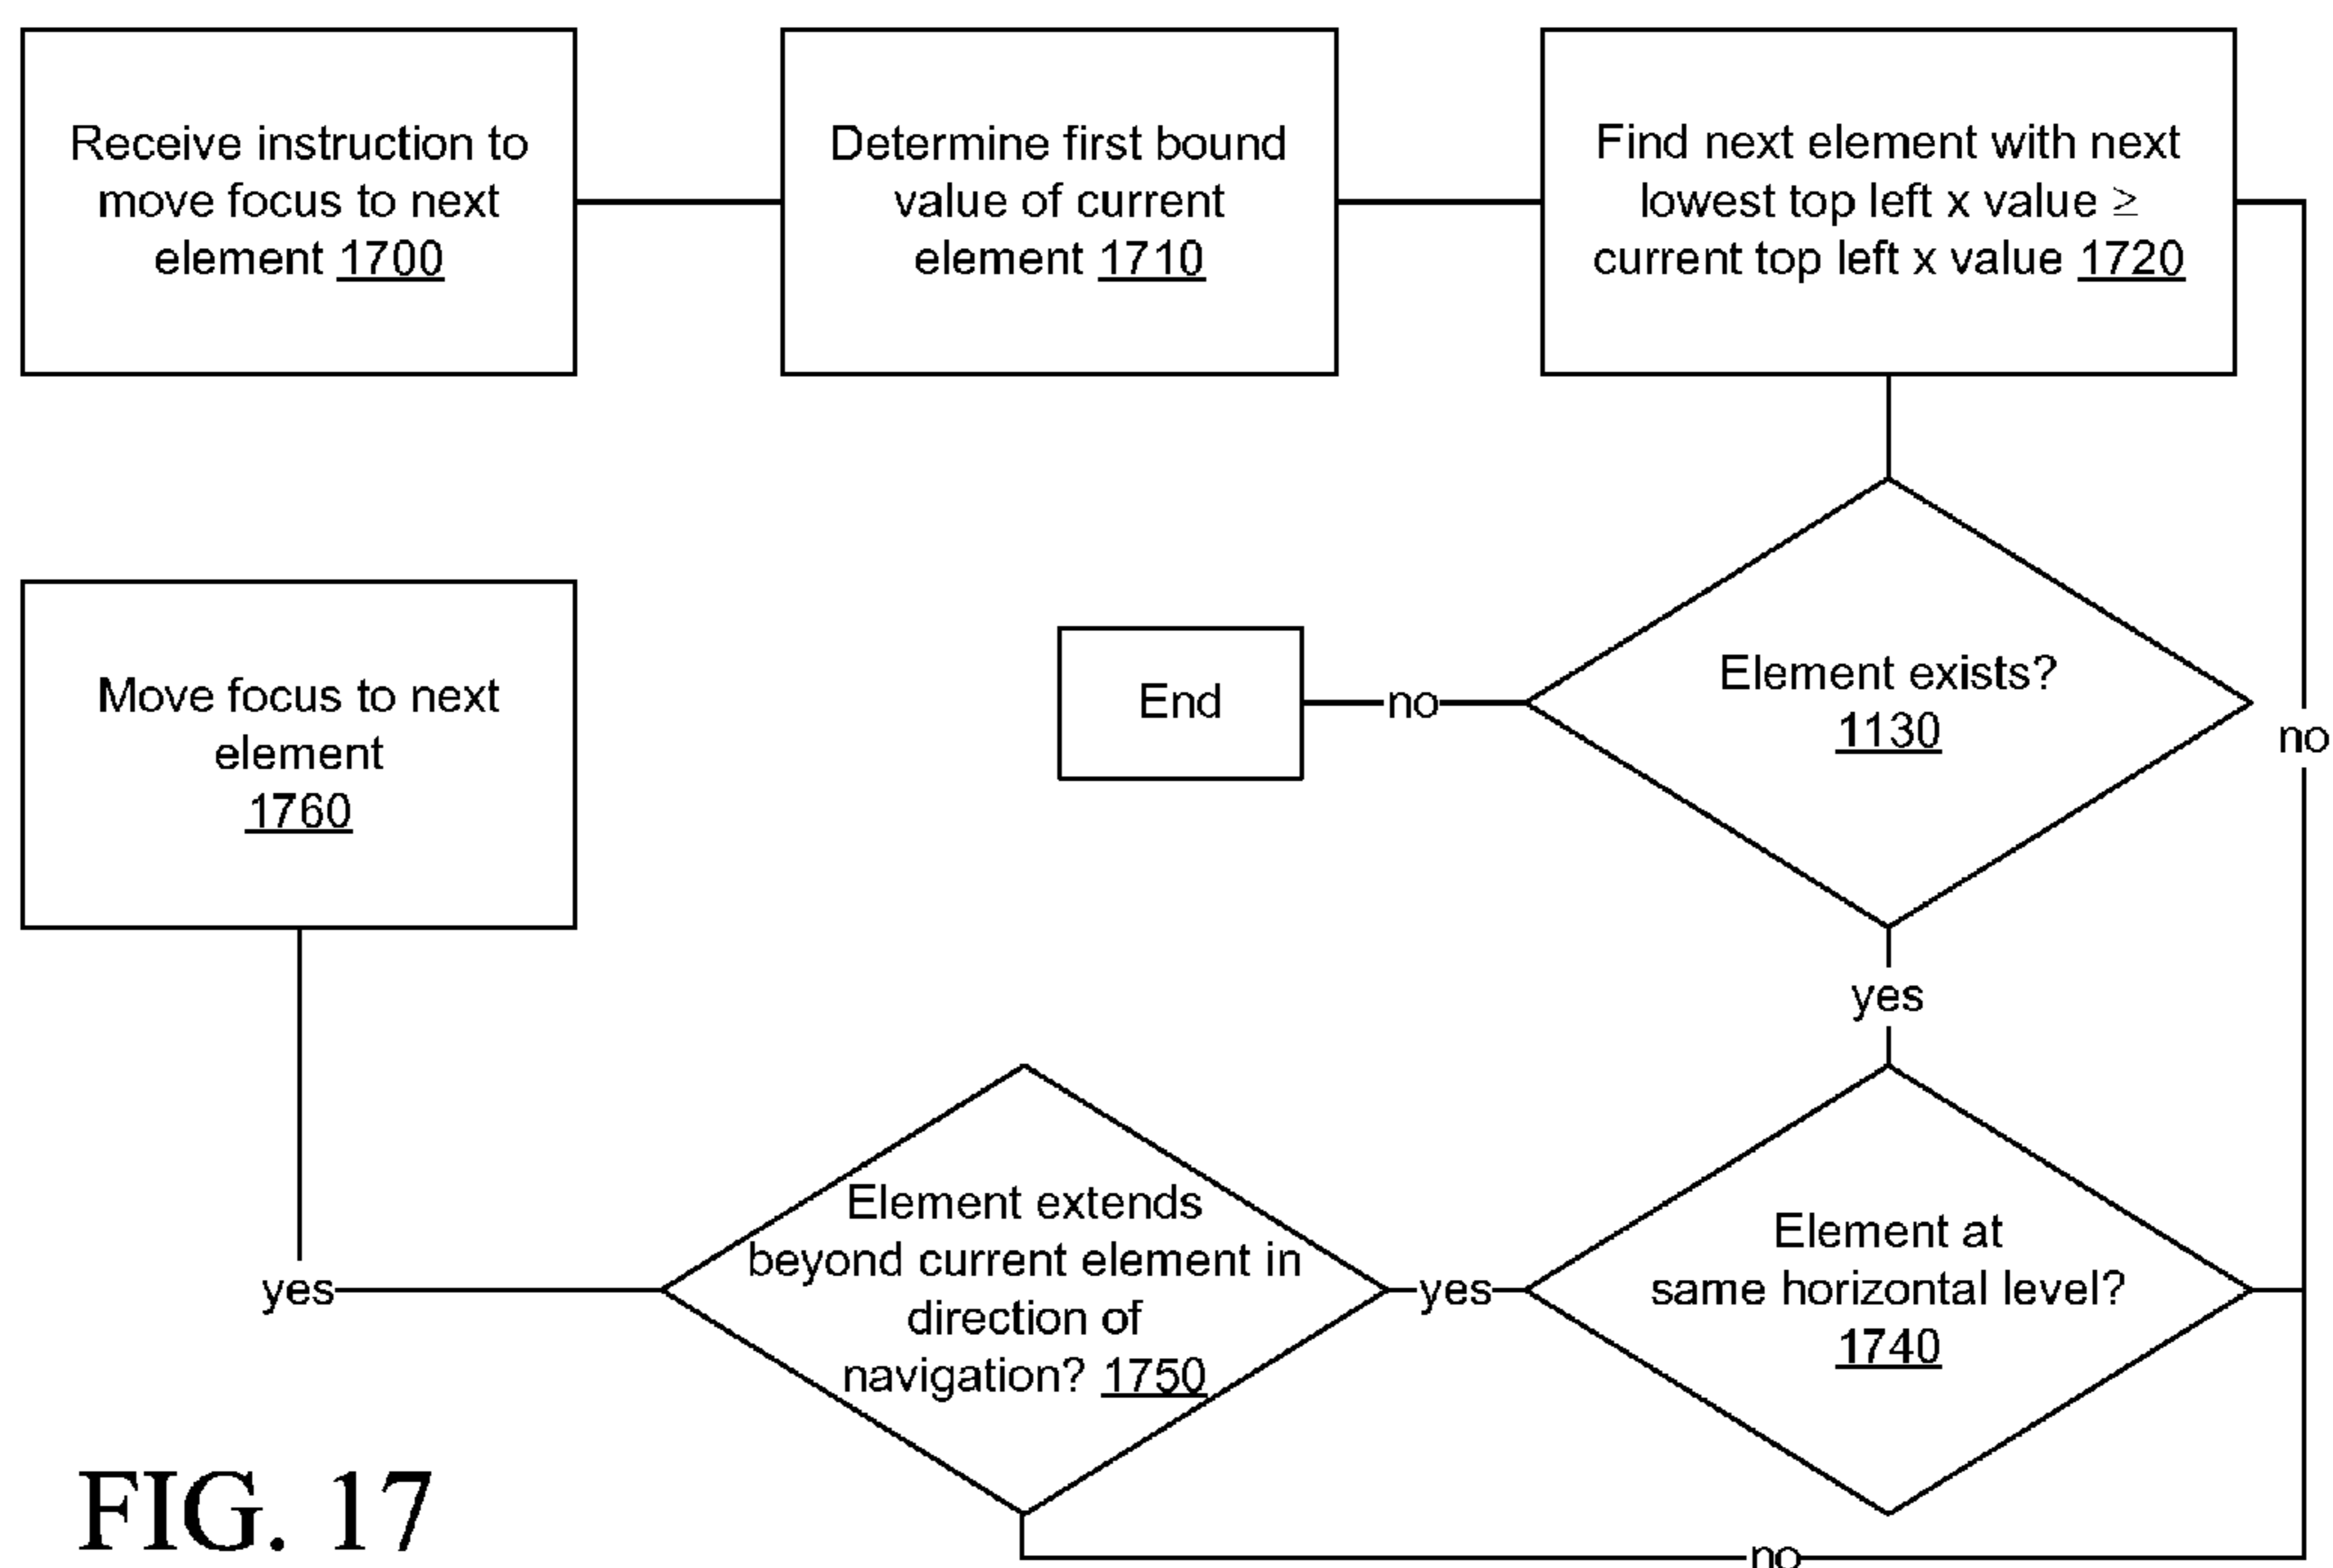 Receive instruction to
move focus to next
element 1700
Determine first bound
value of current
element 1710
Find next element with next
lowest top left x value ≥
current top left x value 1720
Element exists?
1130
no
End
no
yes
Element at
same horizontal level?
1740
yes
Element extends
beyond current element in
direction of
navigation? 1750
no
yes
Move focus to next
element
1760
FIG. 17